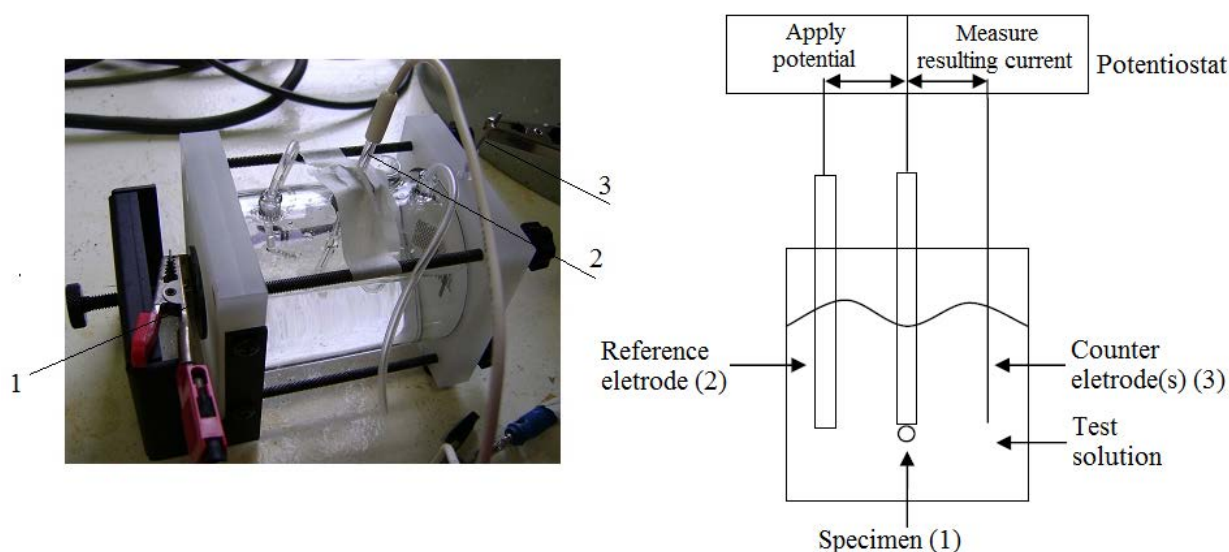 1
2
3
Apply
potential
Measure
resulting current
Potentiostat
Reference
eletrode (2)
Counter
eletrode(s) (3)
Test
solution
Specimen (1)